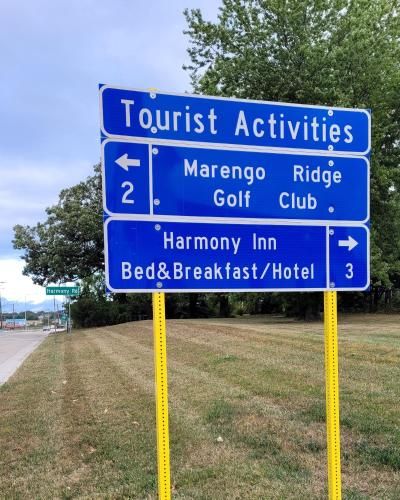 Tourist Activities
← Marengo Ridge
2 Golf Club
Harmony Inn →
Bed&Breakfast/Hotel 3
Harmony Rd